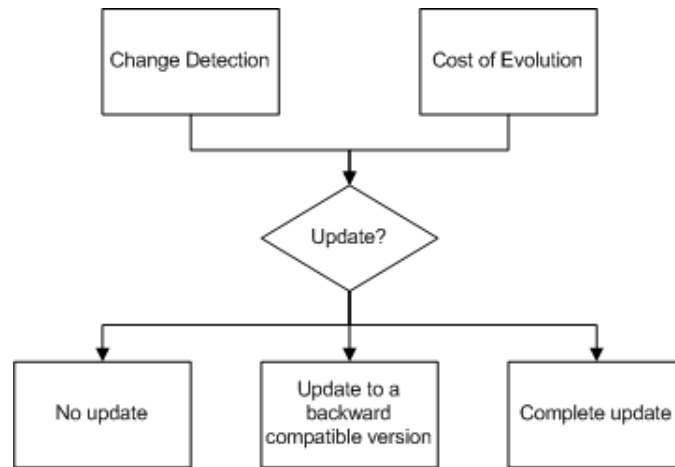 Change Detection
Cost of Evolution
Update?
No update
Update to a
backward
compatible version
Complete update